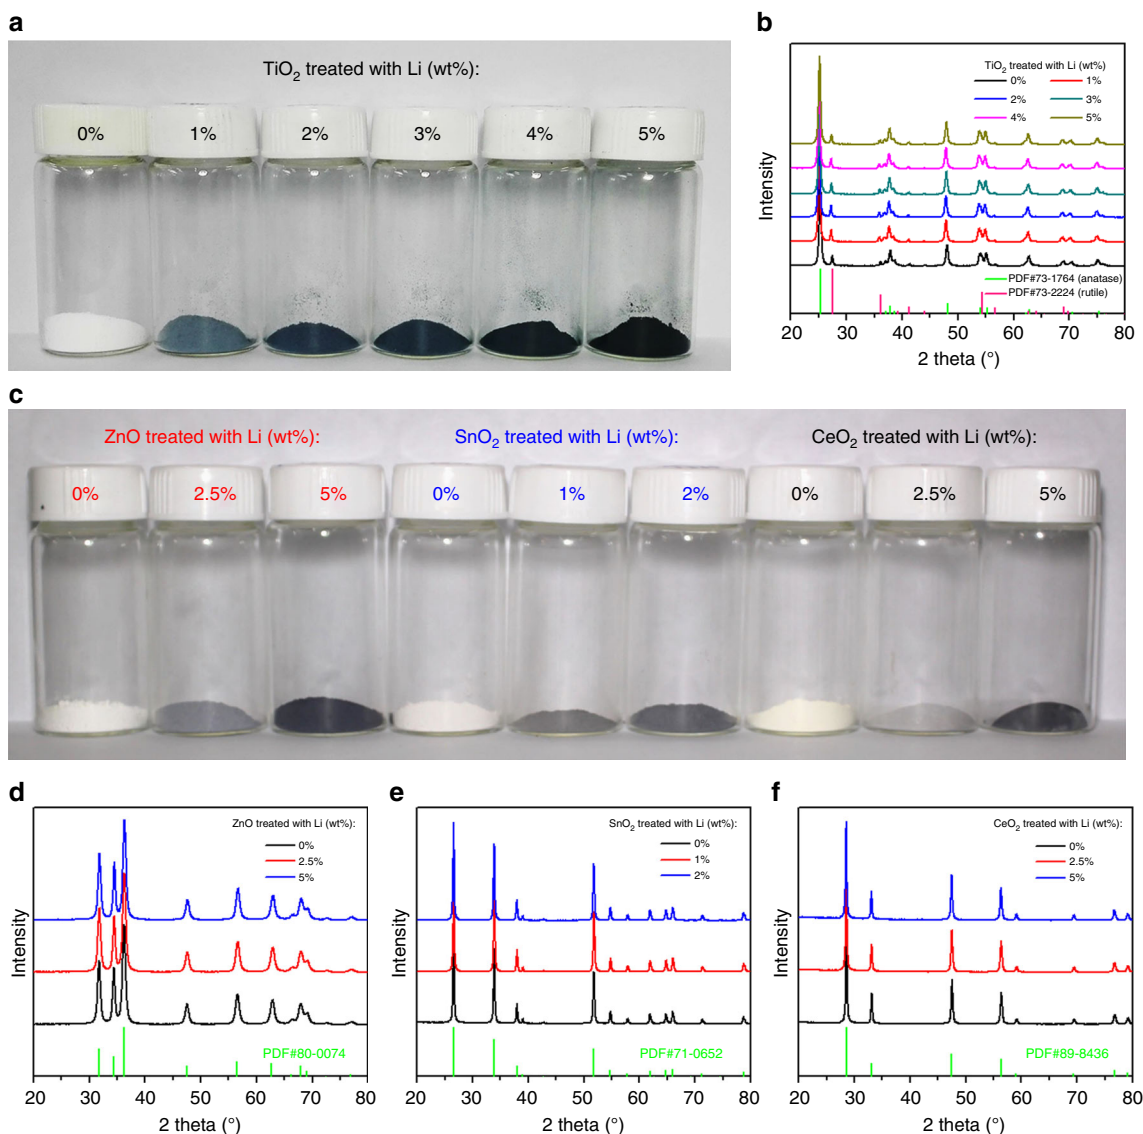 a
TiO2 treated with Li (wt%):
0% 1% 2% 3% 4% 5%
b
TiO2 treated with Li (wt%)
0% 1%
2% 3%
4% 5%
Intensity
PDF#73-1764 (anatase)
PDF#73-2224 (rutile)
20 30 40 50 60 70 80
2 theta (°)
c
ZnO treated with Li (wt%): SnO2 treated with Li (wt%): CeO2 treated with Li (wt%):
0% 2.5% 5% 0% 1% 2% 0% 2.5% 5%
d
ZnO treated with Li (wt%):
0%
2.5%
5%
Intensity
PDF#80-0074
20 30 40 50 60 70 80
2 theta (°)
e
SnO2 treated with Li (wt%):
0%
1%
2%
Intensity
PDF#71-0652
20 30 40 50 60 70 80
2 theta (°)
f
CeO2 treated with Li (wt%):
0%
2.5%
5%
Intensity
PDF#89-8436
20 30 40 50 60 70 80
2 theta (°)